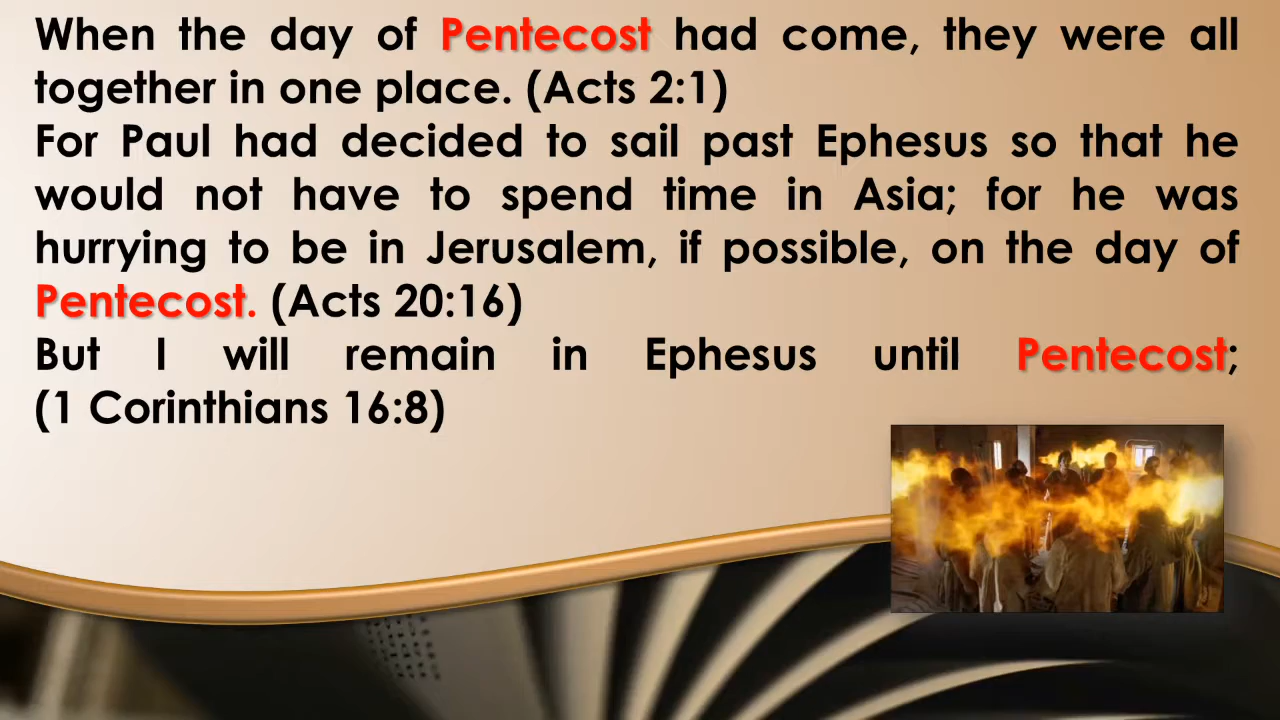 When the day of Pentecost had come, they were all
together in one place. (Acts 2:1)
For Paul had decided to sail past Ephesus so that he
would not have to spend time in Asia; for he was
hurrying to be in Jerusalem, if possible, on the day of
Pentecost. (Acts 20:16)
But I will remain in Ephesus until Pentecost;
(1 Corinthians 16:8)